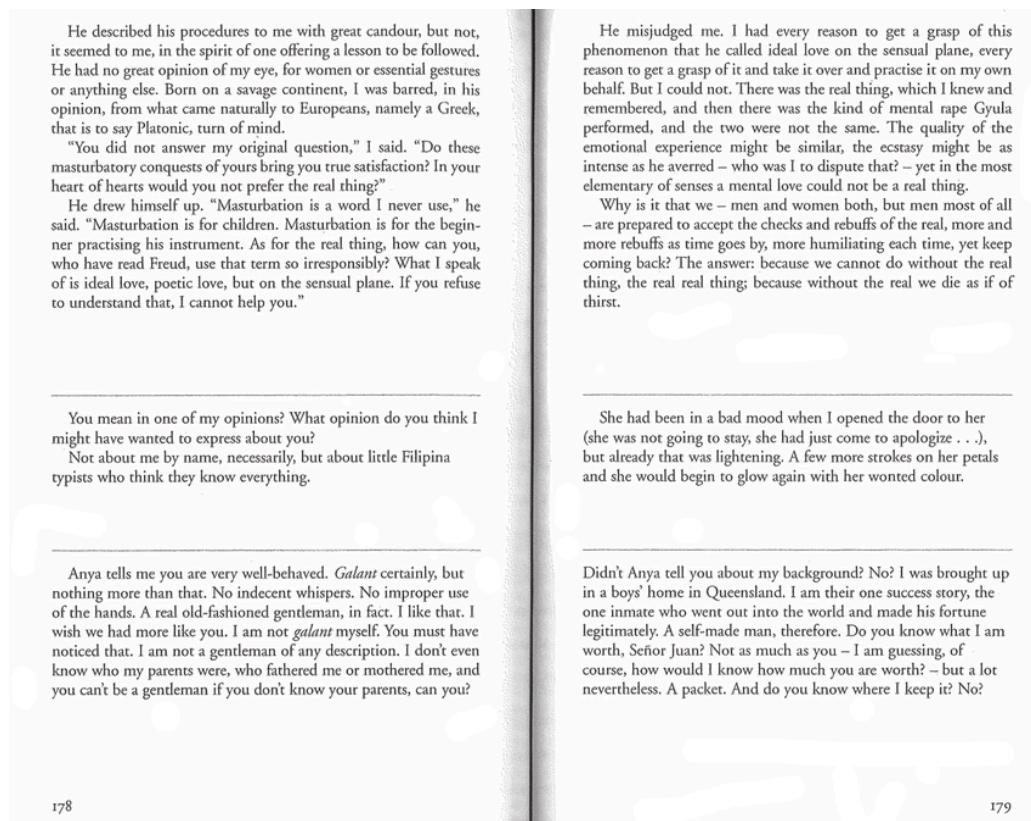 He described his procedures to me with great candour, but not,
it seemed to me, in the spirit of one offering a lesson to be followed.
He had no great opinion of my eye, for women or essential gestures
or anything else. Born on a savage continent, I was barred, in his
opinion, from what came naturally to Europeans, namely a Greek,
that is to say Platonic, turn of mind.
“You did not answer my original question,” I said. “Do these
masturbatory conquests of yours bring you true satisfaction? In your
heart of hearts would you not prefer the real thing?”
He drew himself up. “Masturbation is a word I never use,” he
said. “Masturbation is for children. Masturbation is for the begin-
ner practising his instrument. As for the real thing, how can you,
who have read Freud, use that term so irresponsibly? What I speak
of is ideal love, poetic love, but on the sensual plane. If you refuse
to understand that, I cannot help you.”
You mean in one of my opinions? What opinion do you think I
might have wanted to express about you?
Not about me by name, necessarily, but about little Filipina
typists who think they know everything.
Anya tells me you are very well-behaved. Galant certainly, but
nothing more than that. No indecent whispers. No improper use
of the hands. A real old-fashioned gentleman, in fact. I like that. I
wish we had more like you. I am not galant myself. You must have
noticed that. I am not a gentleman of any description. I don’t even
know who my parents were, who fathered me or mothered me, and
you can’t be a gentleman if you don’t know your parents, can you?
178
He misjudged me. I had every reason to get a grasp of this
phenomenon that he called ideal love on the sensual plane, every
reason to get a grasp of it and take it over and practise it on my own
behalf. But I could not. There was the real thing, which I knew and
remembered, and then there was the kind of mental rape Gyula
performed, and the two were not the same. The quality of the
emotional experience might be similar, the ecstasy might be as
intense as he averred – who was I to dispute that? – yet in the most
elementary of senses a mental love could not be a real thing.
Why is it that we – men and women both, but men most of all
– are prepared to accept the checks and rebuffs of the real, more and
more rebuffs as time goes by, more humiliating each time, yet keep
coming back? The answer: because we cannot do without the real
thing, the real real thing; because without the real we die as if of
thirst.
She had been in a bad mood when I opened the door to her
(she was not going to stay, she had just come to apologize . . .),
but already that was lightening. A few more strokes on her petals
and she would begin to glow again with her wonted colour.
Didn’t Anya tell you about my background? No? I was brought up
in a boys’ home in Queensland. I am their one success story, the
one inmate who went out into the world and made his fortune
legitimately. A self-made man, therefore. Do you know what I am
worth, Señor Juan? Not as much as you – I am guessing, of
course, how would I know how much you are worth? – but a lot
nevertheless. A packet. And do you know where I keep it? No?
179